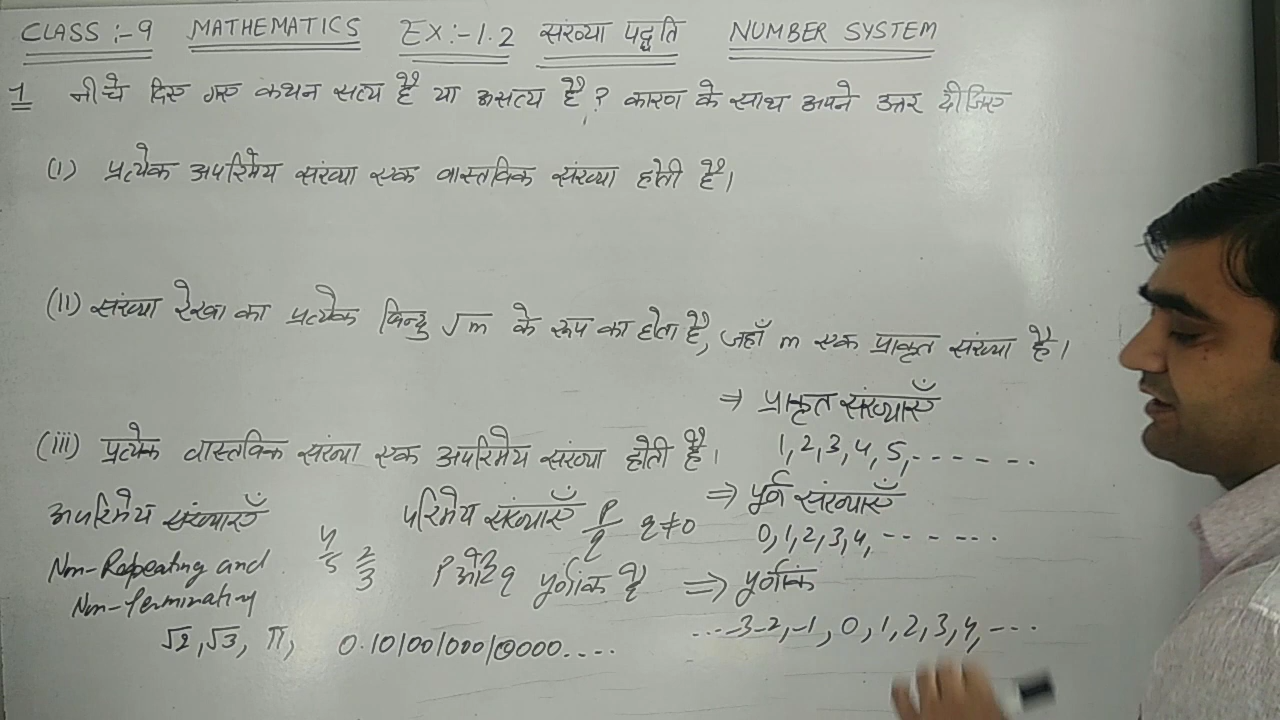 CLASS :- 9 MATHEMATICS EX :- 1.2 संख्या पद्धति NUMBER SYSTEM
1 नीचे दिए गए कथन सत्य है या असत्य है ? कारण के साथ अपने उत्तर दीजिए
(i) प्रत्येक अपरिमेय संख्या एक वास्तविक संख्या होती है।
(ii) संख्या रेखा का प्रत्येक बिन्दु √m के रूप का होता है, जहाँ m एक प्राकृत संख्या है।
⇒ प्राकृत संख्याएँ
1, 2, 3, 4, 5, - - - - - -
(iii) प्रत्येक वास्तविक संख्या एक अपरिमेय संख्या होती है।
⇒ पूर्ण संख्याएँ
0, 1, 2, 3, 4, - - - - - -
अपरिमेय संख्याएँ
Non-Repeating and
Non-Terminating
√2, √3, π, 0.10100100010000....
4/5 2/3
परिमेय संख्याएँ p/q q≠0
P और q पूर्णांक है
⇒ पूर्णांक
...-3-2,-1, 0, 1, 2, 3, 4, - - -